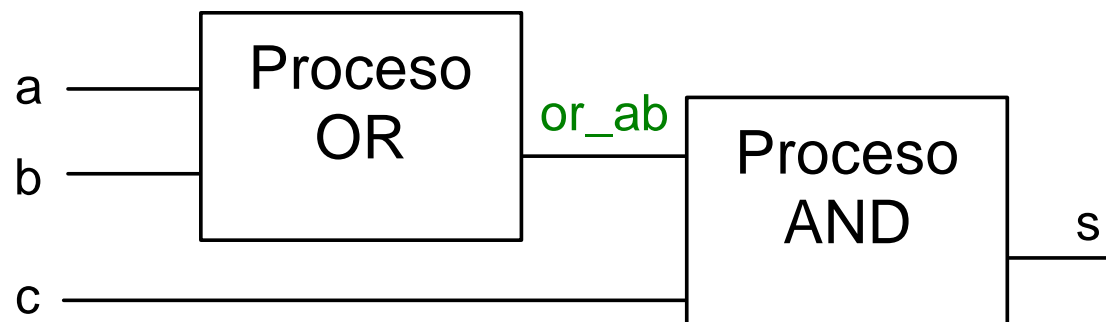 a
b
c
Proceso
OR
or_ab
Proceso
AND
s